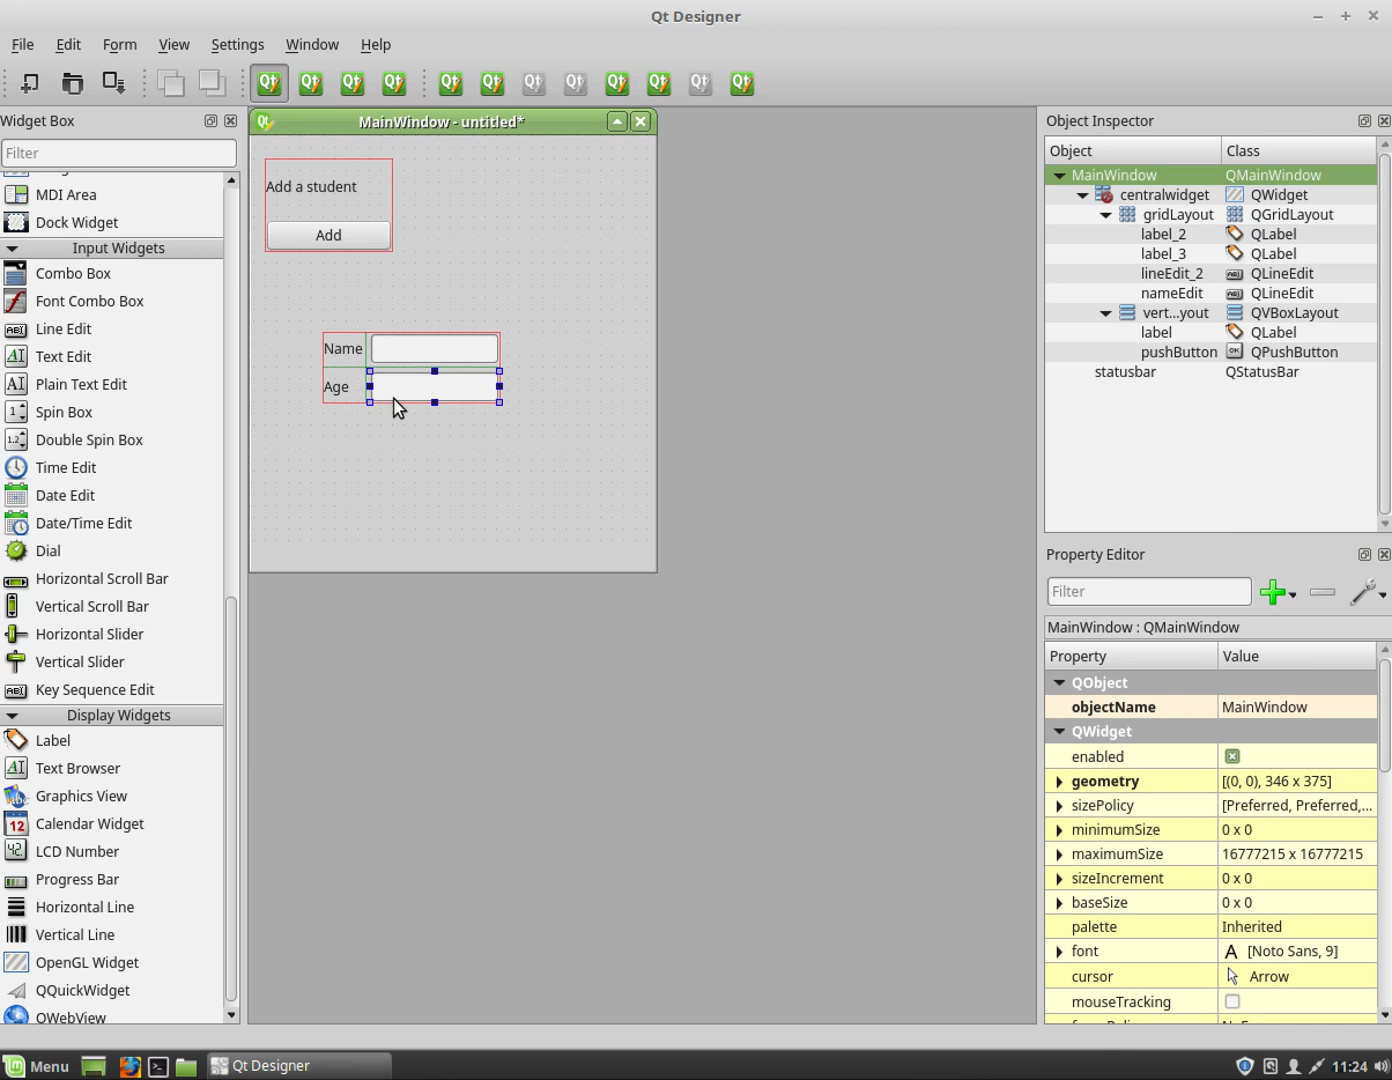 Qt Designer
File Edit Form View Settings Window Help
Widget Box
Filter
MDI Area
Dock Widget
Input Widgets
Combo Box
Font Combo Box
Line Edit
Text Edit
Plain Text Edit
Spin Box
Double Spin Box
Time Edit
Date Edit
Date/Time Edit
Dial
Horizontal Scroll Bar
Vertical Scroll Bar
Horizontal Slider
Vertical Slider
Key Sequence Edit
Display Widgets
Label
Text Browser
Graphics View
Calendar Widget
LCD Number
Progress Bar
Horizontal Line
Vertical Line
OpenGL Widget
QQuickWidget
QWebView
MainWindow - untitled*
Add a student
Add
Name
Age
Object Inspector
Object Class
MainWindow QMainWindow
centralwidget QWidget
gridLayout QGridLayout
label_2 QLabel
label_3 QLabel
lineEdit_2 QLineEdit
nameEdit QLineEdit
vert...yout QVBoxLayout
label QLabel
pushButton QPushButton
statusbar QStatusBar
Property Editor
Filter
MainWindow : QMainWindow
Property Value
QObject
objectName MainWindow
QWidget
enabled
geometry [(0, 0), 346 x 375]
sizePolicy [Preferred, Preferred,...
minimumSize 0 x 0
maximumSize 16777215 x 16777215
sizeIncrement 0 x 0
baseSize 0 x 0
palette Inherited
font A [Noto Sans, 9]
cursor Arrow
mouseTracking
Menu Qt Designer 11:24